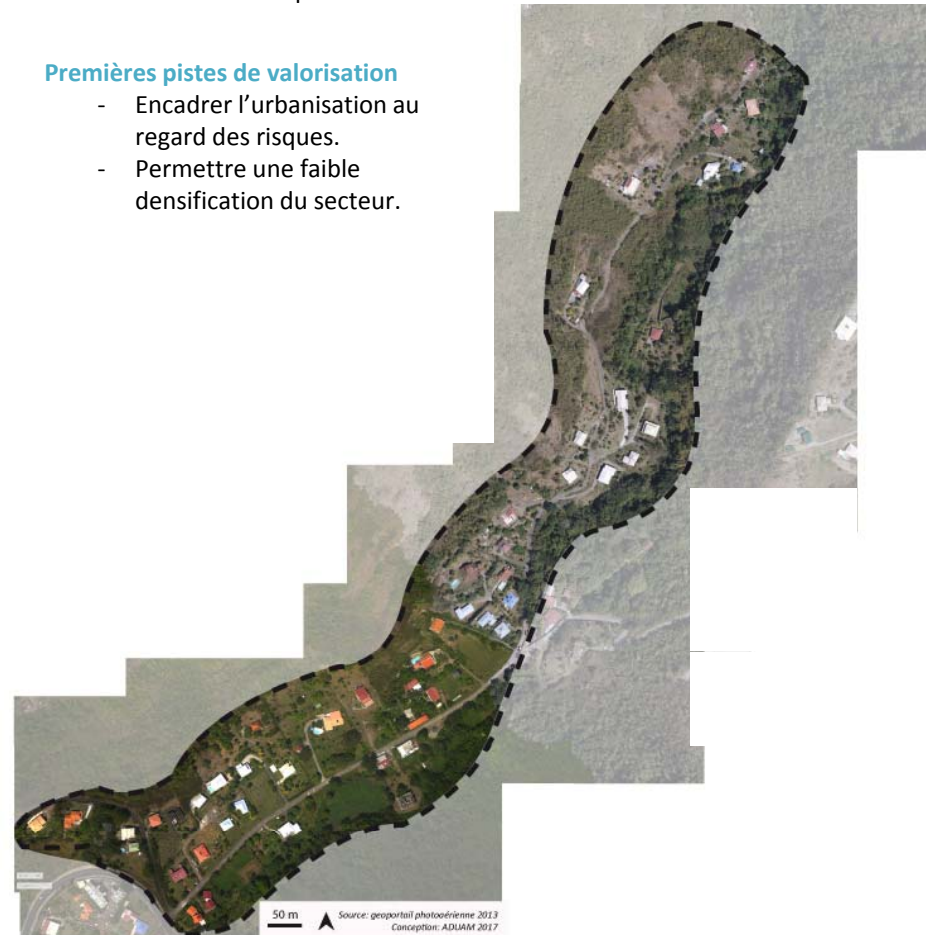 Premières pistes de valorisation
- Encadrer l'urbanisation au
regard des risques.
- Permettre une faible
densification du secteur.
50 m
Source: geoportail photoaérienne 2013
Conception: ADUAM 2017